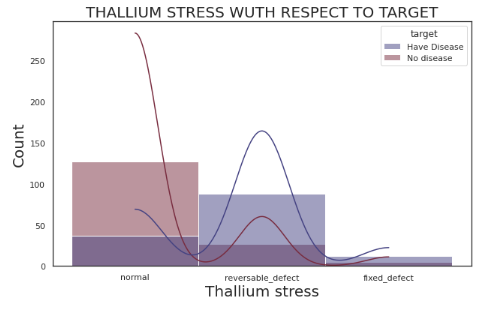 THALLIUM STRESS WUTH RESPECT TO TARGET
target
Have Disease
No disease
Count
250
200
150
100
50
0
normal reversable_defect fixed_defect
Thallium stress